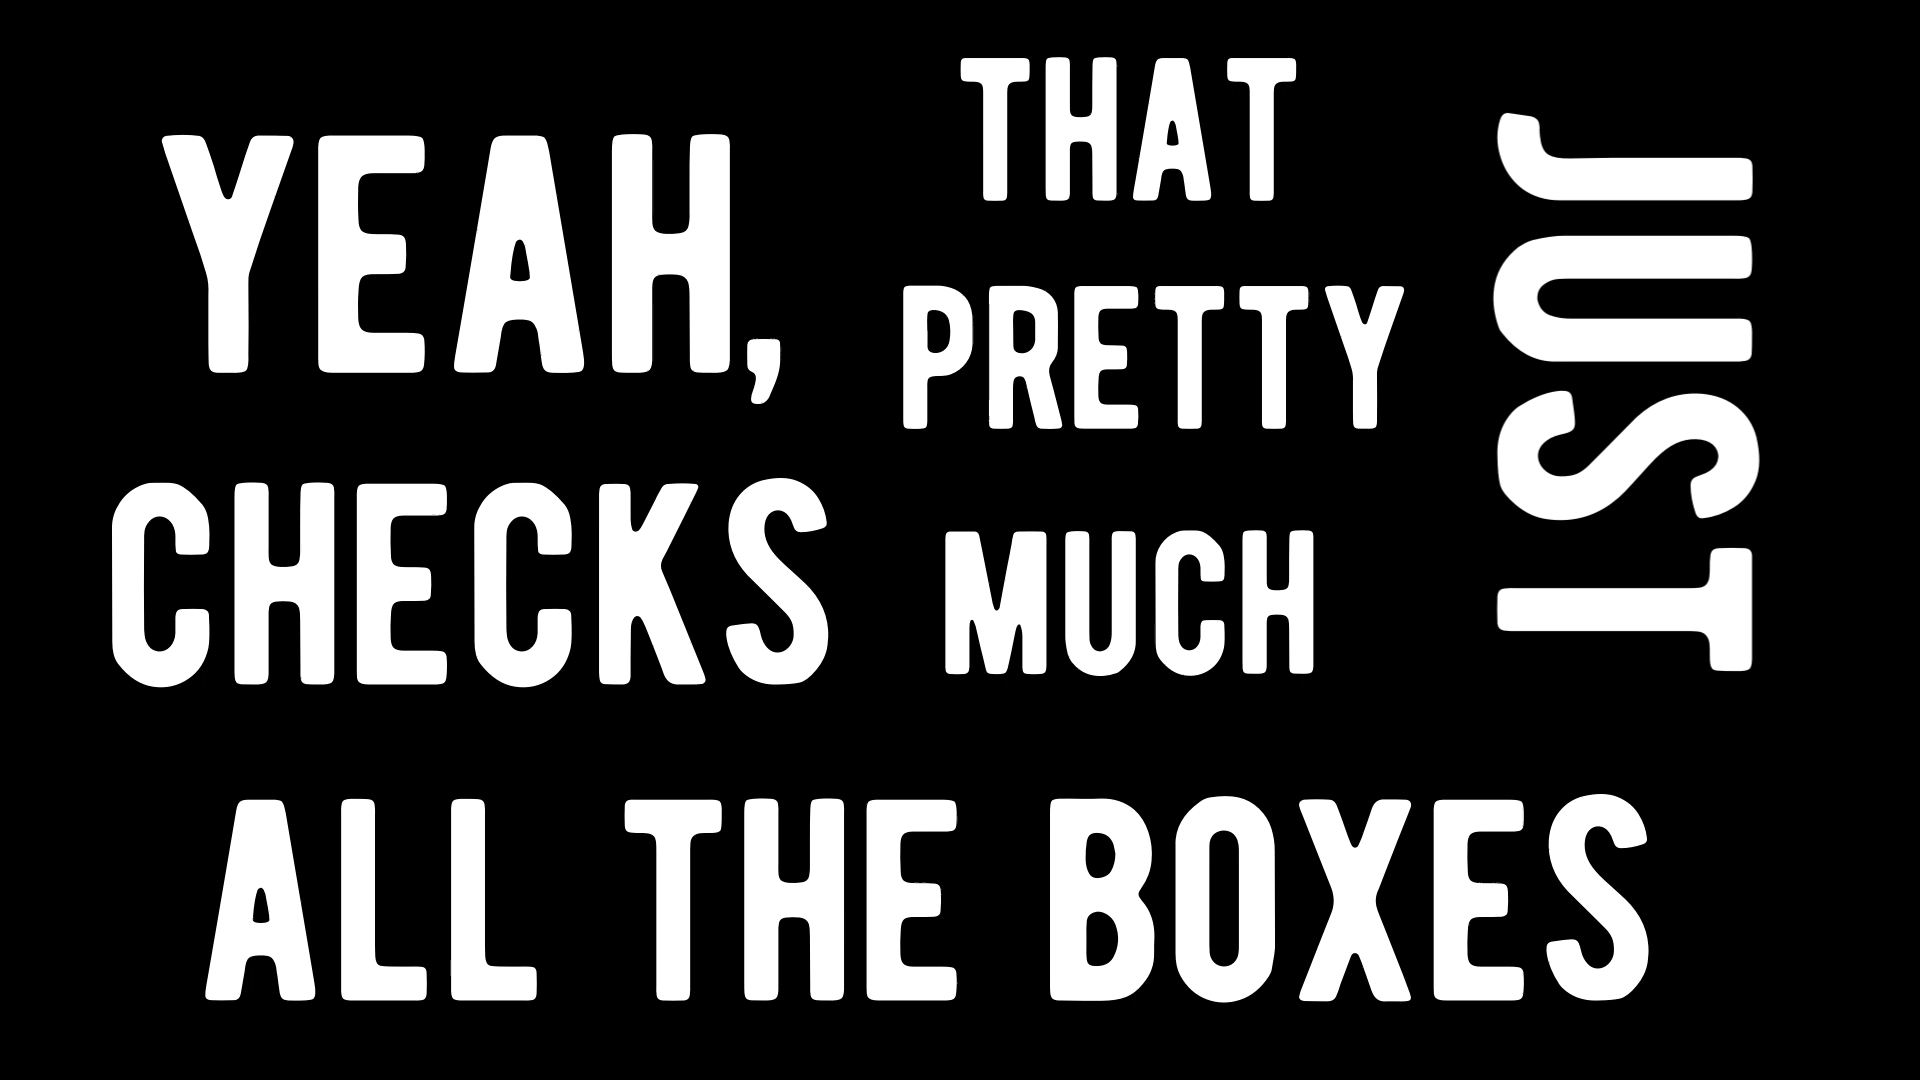 YEAH,
THAT
PRETTY
MUCH
JUST
CHECKS
ALL THE BOXES